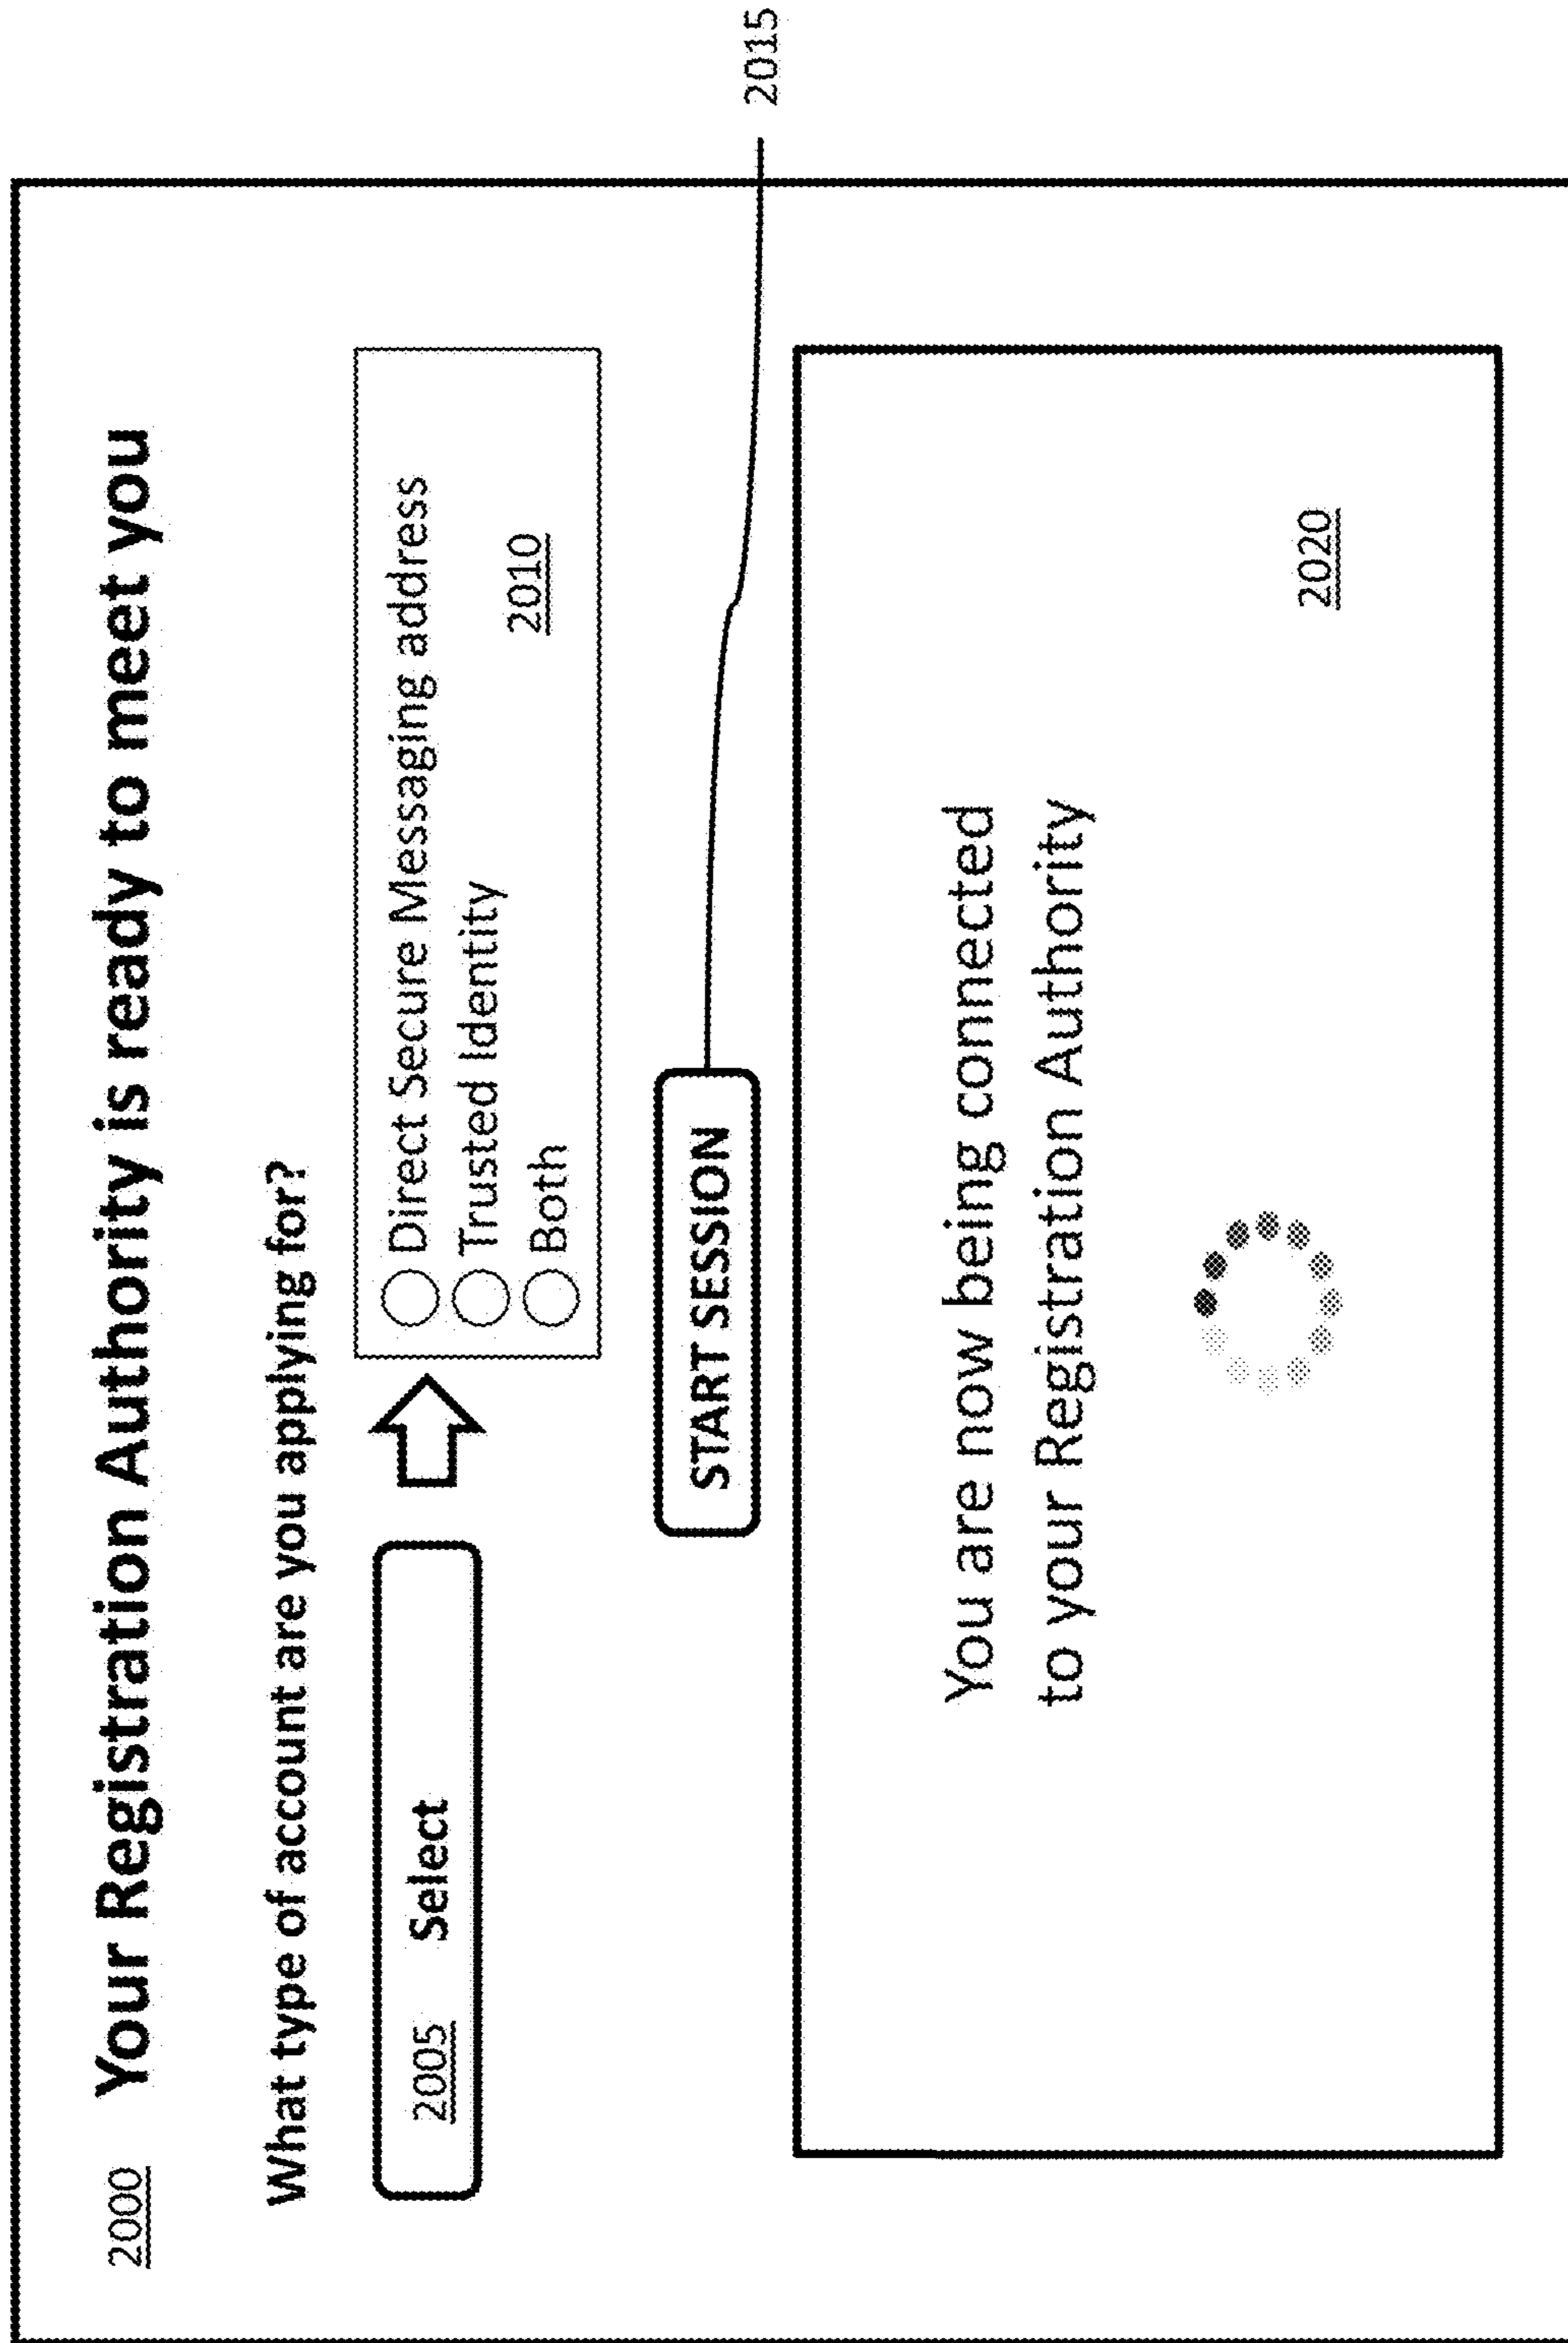 2000 Your Registration Authority is ready to meet you
What type of account are you applying for?
2005 Select
Direct Secure Messaging address
Trusted Identity
2010
Both
START SESSION
2015
You are now being connected
to your Registration Authority
2020